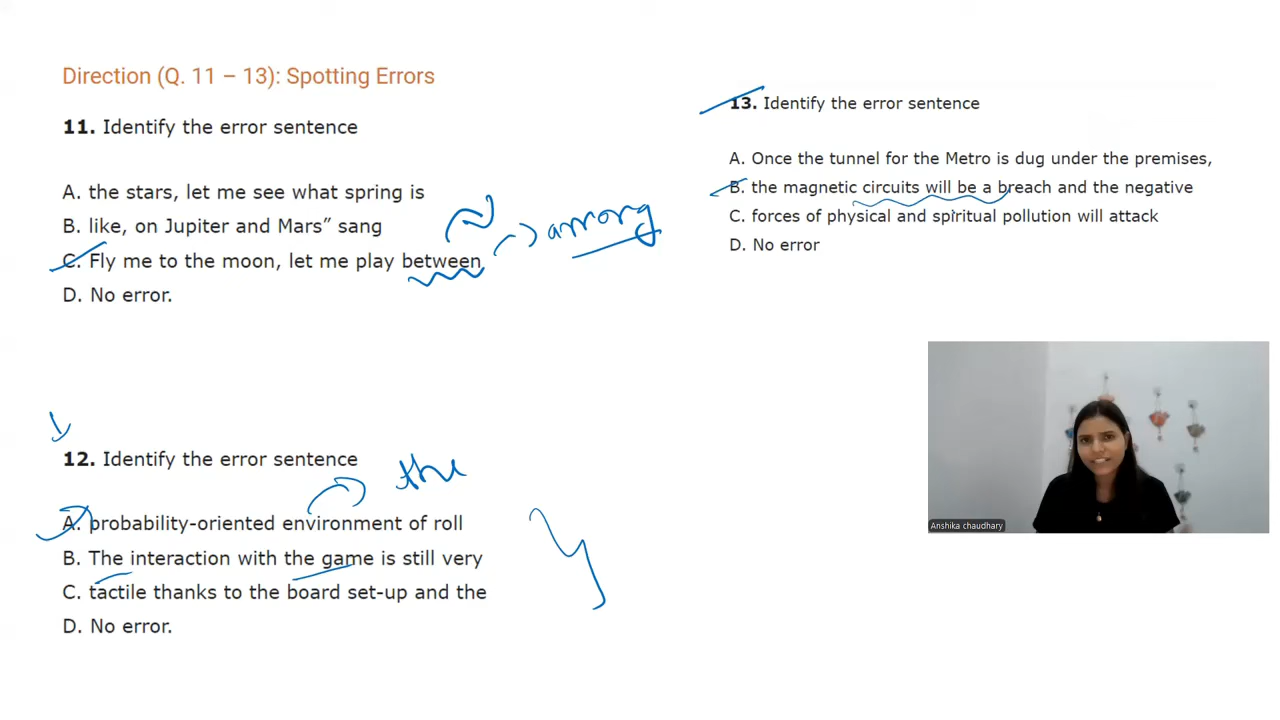 Direction (Q. 11 – 13): Spotting Errors
11. Identify the error sentence
A. the stars, let me see what spring is
B. like, on Jupiter and Mars” sang
C. Fly me to the moon, let me play between
among
D. No error.
12. Identify the error sentence
the
A. probability-oriented environment of roll
B. The interaction with the game is still very
C. tactile thanks to the board set-up and the
D. No error.
13. Identify the error sentence
A. Once the tunnel for the Metro is dug under the premises,
B. the magnetic circuits will be a breach and the negative
C. forces of physical and spiritual pollution will attack
D. No error
Anshika chaudhary